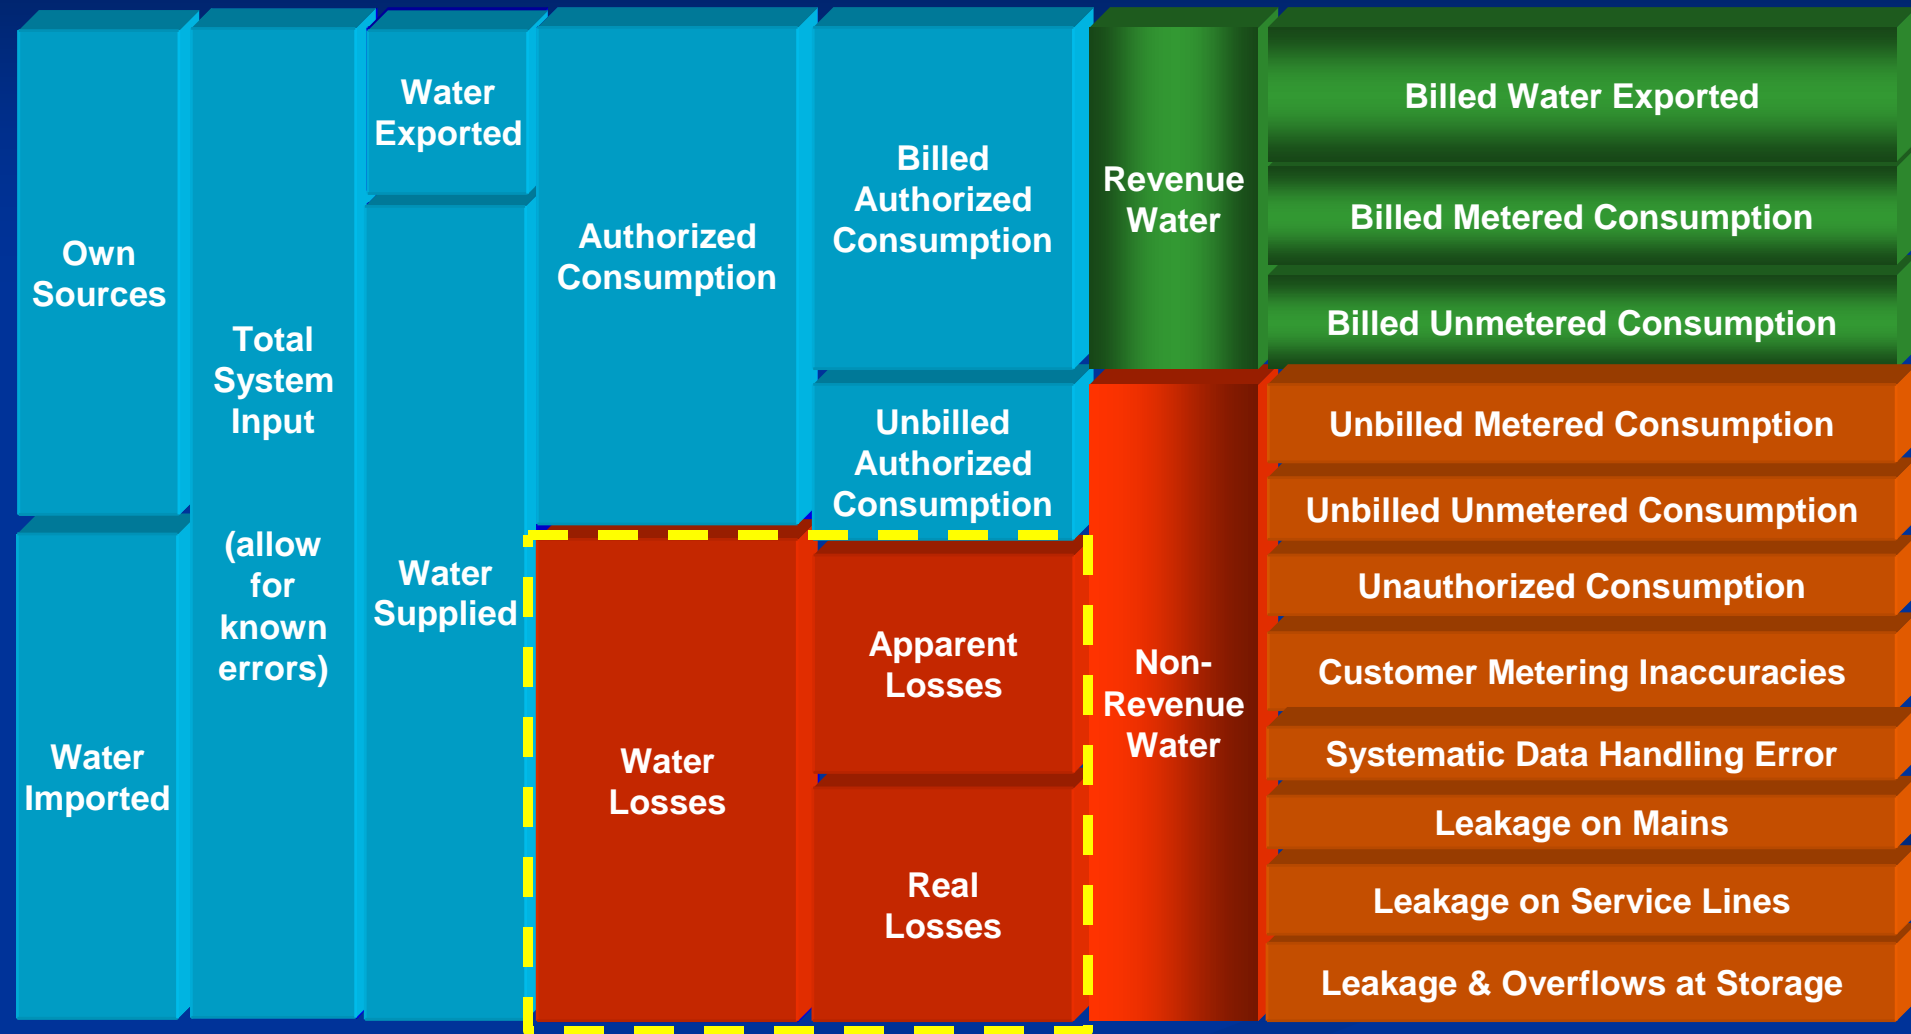 Own
Sources
Water
Imported
Total
System
Input
(allow
for
known
errors)
Water
Exported
Water
Supplied
Authorized
Consumption
Water
Losses
Billed
Authorized
Consumption
Unbilled
Authorized
Consumption
Apparent
Losses
Real
Losses
Revenue
Water
Non-
Revenue
Water
Billed Water Exported
Billed Metered Consumption
Billed Unmetered Consumption
Unbilled Metered Consumption
Unbilled Unmetered Consumption
Unauthorized Consumption
Customer Metering Inaccuracies
Systematic Data Handling Error
Leakage on Mains
Leakage on Service Lines
Leakage & Overflows at Storage